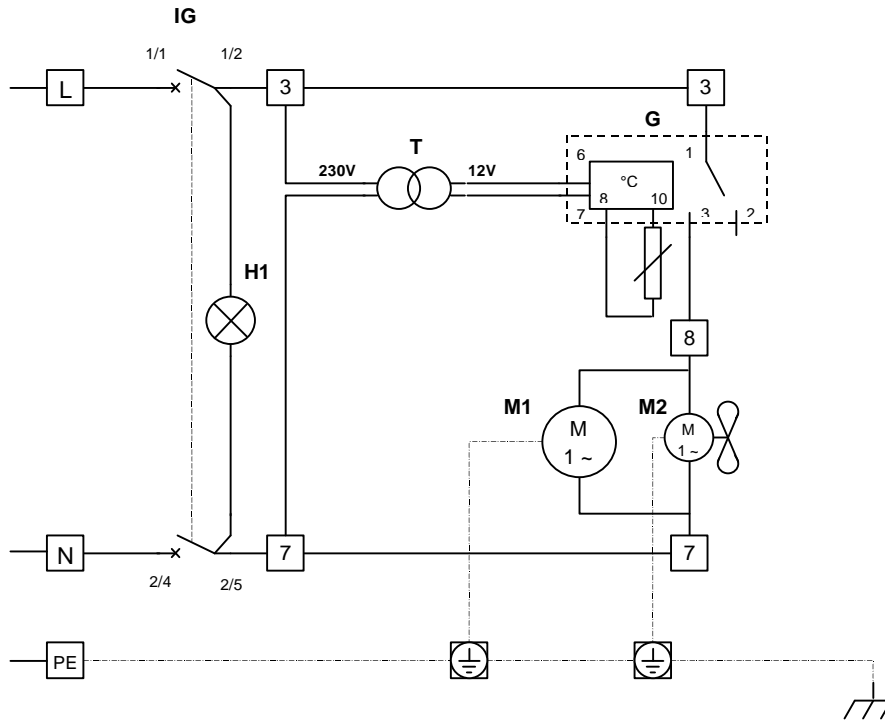 IG
1/1 1/2
L 3 3
G
T
6 1
230V 12V
°C
8 10
7 3 2
H1
8
M1 M2
M M
1 ~ 1 ~
N 7 7
2/4 2/5
PE